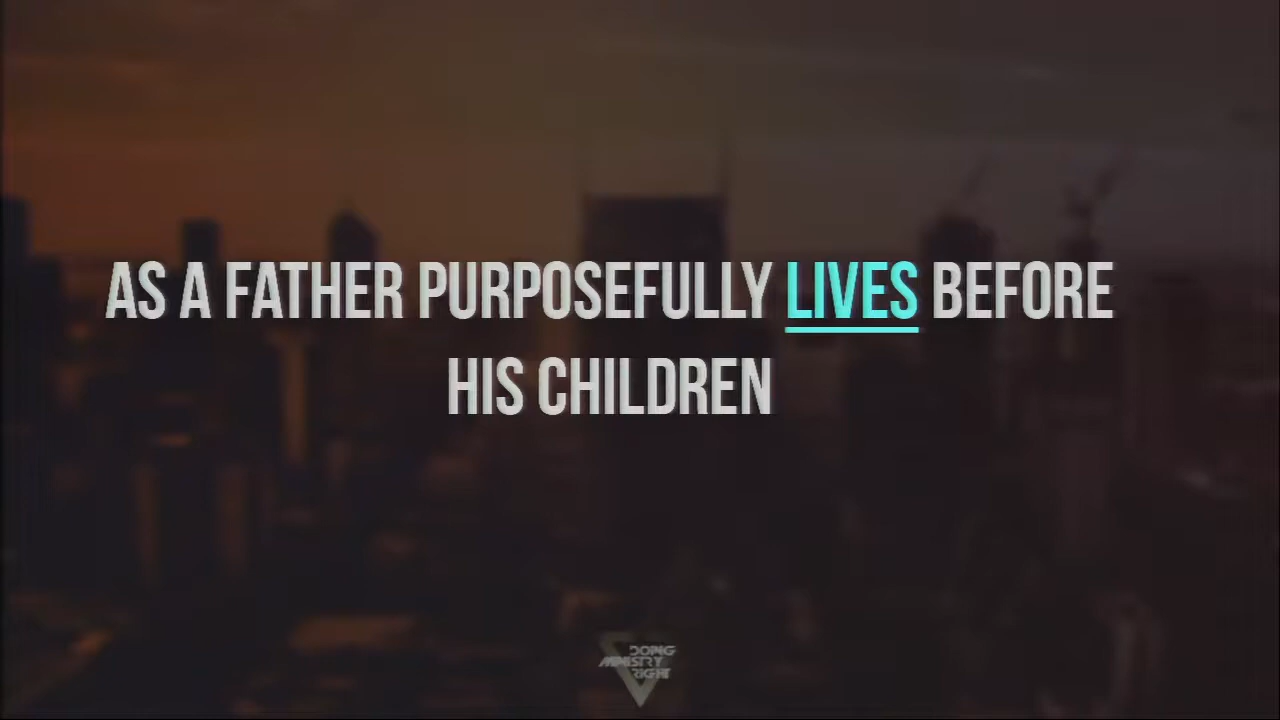 AS A FATHER PURPOSEFULLY LIVES BEFORE
HIS CHILDREN
DOING
MINISTRY
RIGHT